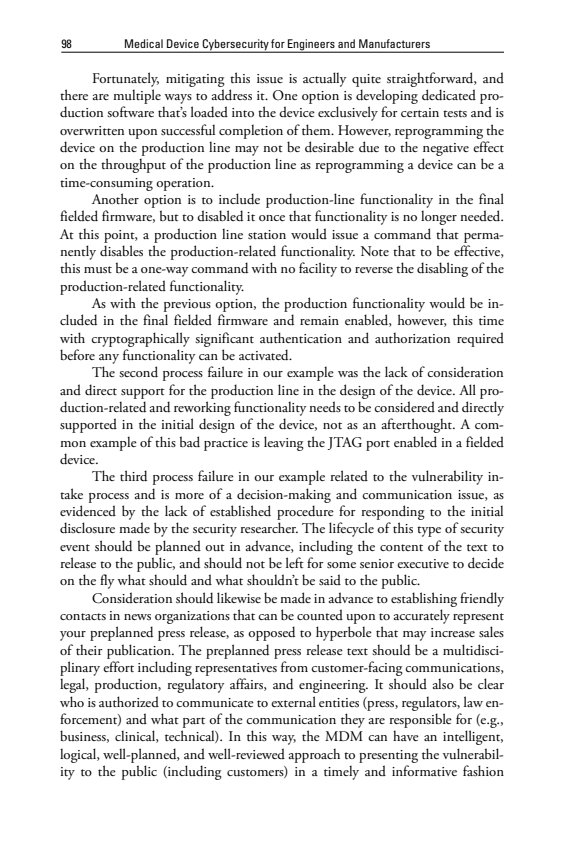 98 Medical Device Cybersecurity for Engineers and Manufacturers
Fortunately, mitigating this issue is actually quite straightforward, and
there are multiple ways to address it. One option is developing dedicated pro-
duction software that’s loaded into the device exclusively for certain tests and is
overwritten upon successful completion of them. However, reprogramming the
device on the production line may not be desirable due to the negative effect
on the throughput of the production line as reprogramming a device can be a
time-consuming operation.
Another option is to include production-line functionality in the final
fielded firmware, but to disabled it once that functionality is no longer needed.
At this point, a production line station would issue a command that perma-
nently disables the production-related functionality. Note that to be effective,
this must be a one-way command with no facility to reverse the disabling of the
production-related functionality.
As with the previous option, the production functionality would be in-
cluded in the final fielded firmware and remain enabled, however, this time
with cryptographically significant authentication and authorization required
before any functionality can be activated.
The second process failure in our example was the lack of consideration
and direct support for the production line in the design of the device. All pro-
duction-related and reworking functionality needs to be considered and directly
supported in the initial design of the device, not as an afterthought. A com-
mon example of this bad practice is leaving the JTAG port enabled in a fielded
device.
The third process failure in our example related to the vulnerability in-
take process and is more of a decision-making and communication issue, as
evidenced by the lack of established procedure for responding to the initial
disclosure made by the security researcher. The lifecycle of this type of security
event should be planned out in advance, including the content of the text to
release to the public, and should not be left for some senior executive to decide
on the fly what should and what shouldn’t be said to the public.
Consideration should likewise be made in advance to establishing friendly
contacts in news organizations that can be counted upon to accurately represent
your preplanned press release, as opposed to hyperbole that may increase sales
of their publication. The preplanned press release text should be a multidisci-
plinary effort including representatives from customer-facing communications,
legal, production, regulatory affairs, and engineering. It should also be clear
who is authorized to communicate to external entities (press, regulators, law en-
forcement) and what part of the communication they are responsible for (e.g.,
business, clinical, technical). In this way, the MDM can have an intelligent,
logical, well-planned, and well-reviewed approach to presenting the vulnerabil-
ity to the public (including customers) in a timely and informative fashion